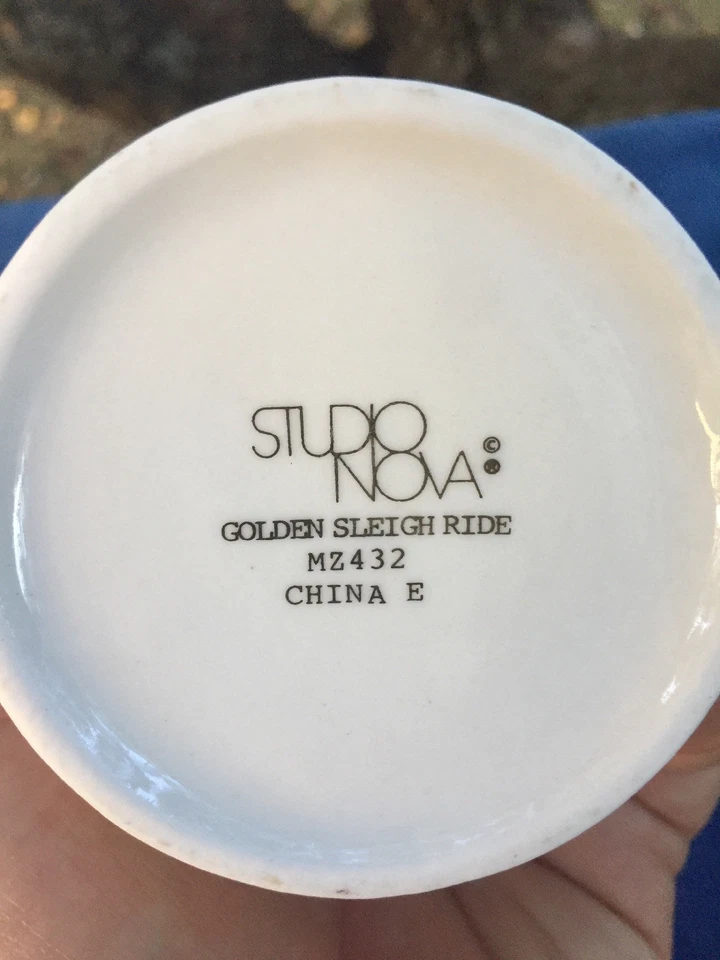 STUDIO
NOVA ©
®
GOLDEN SLEIGH RIDE
MZ432
CHINA E